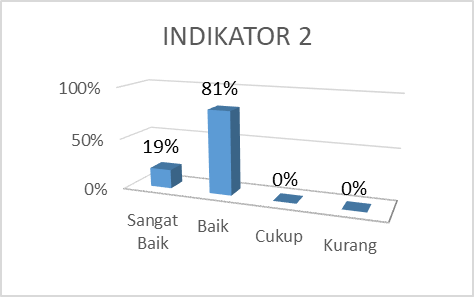 INDIKATOR 2
100%
50%
0%
19%
81%
0%
0%
Sangat
Baik
Baik
Cukup
Kurang